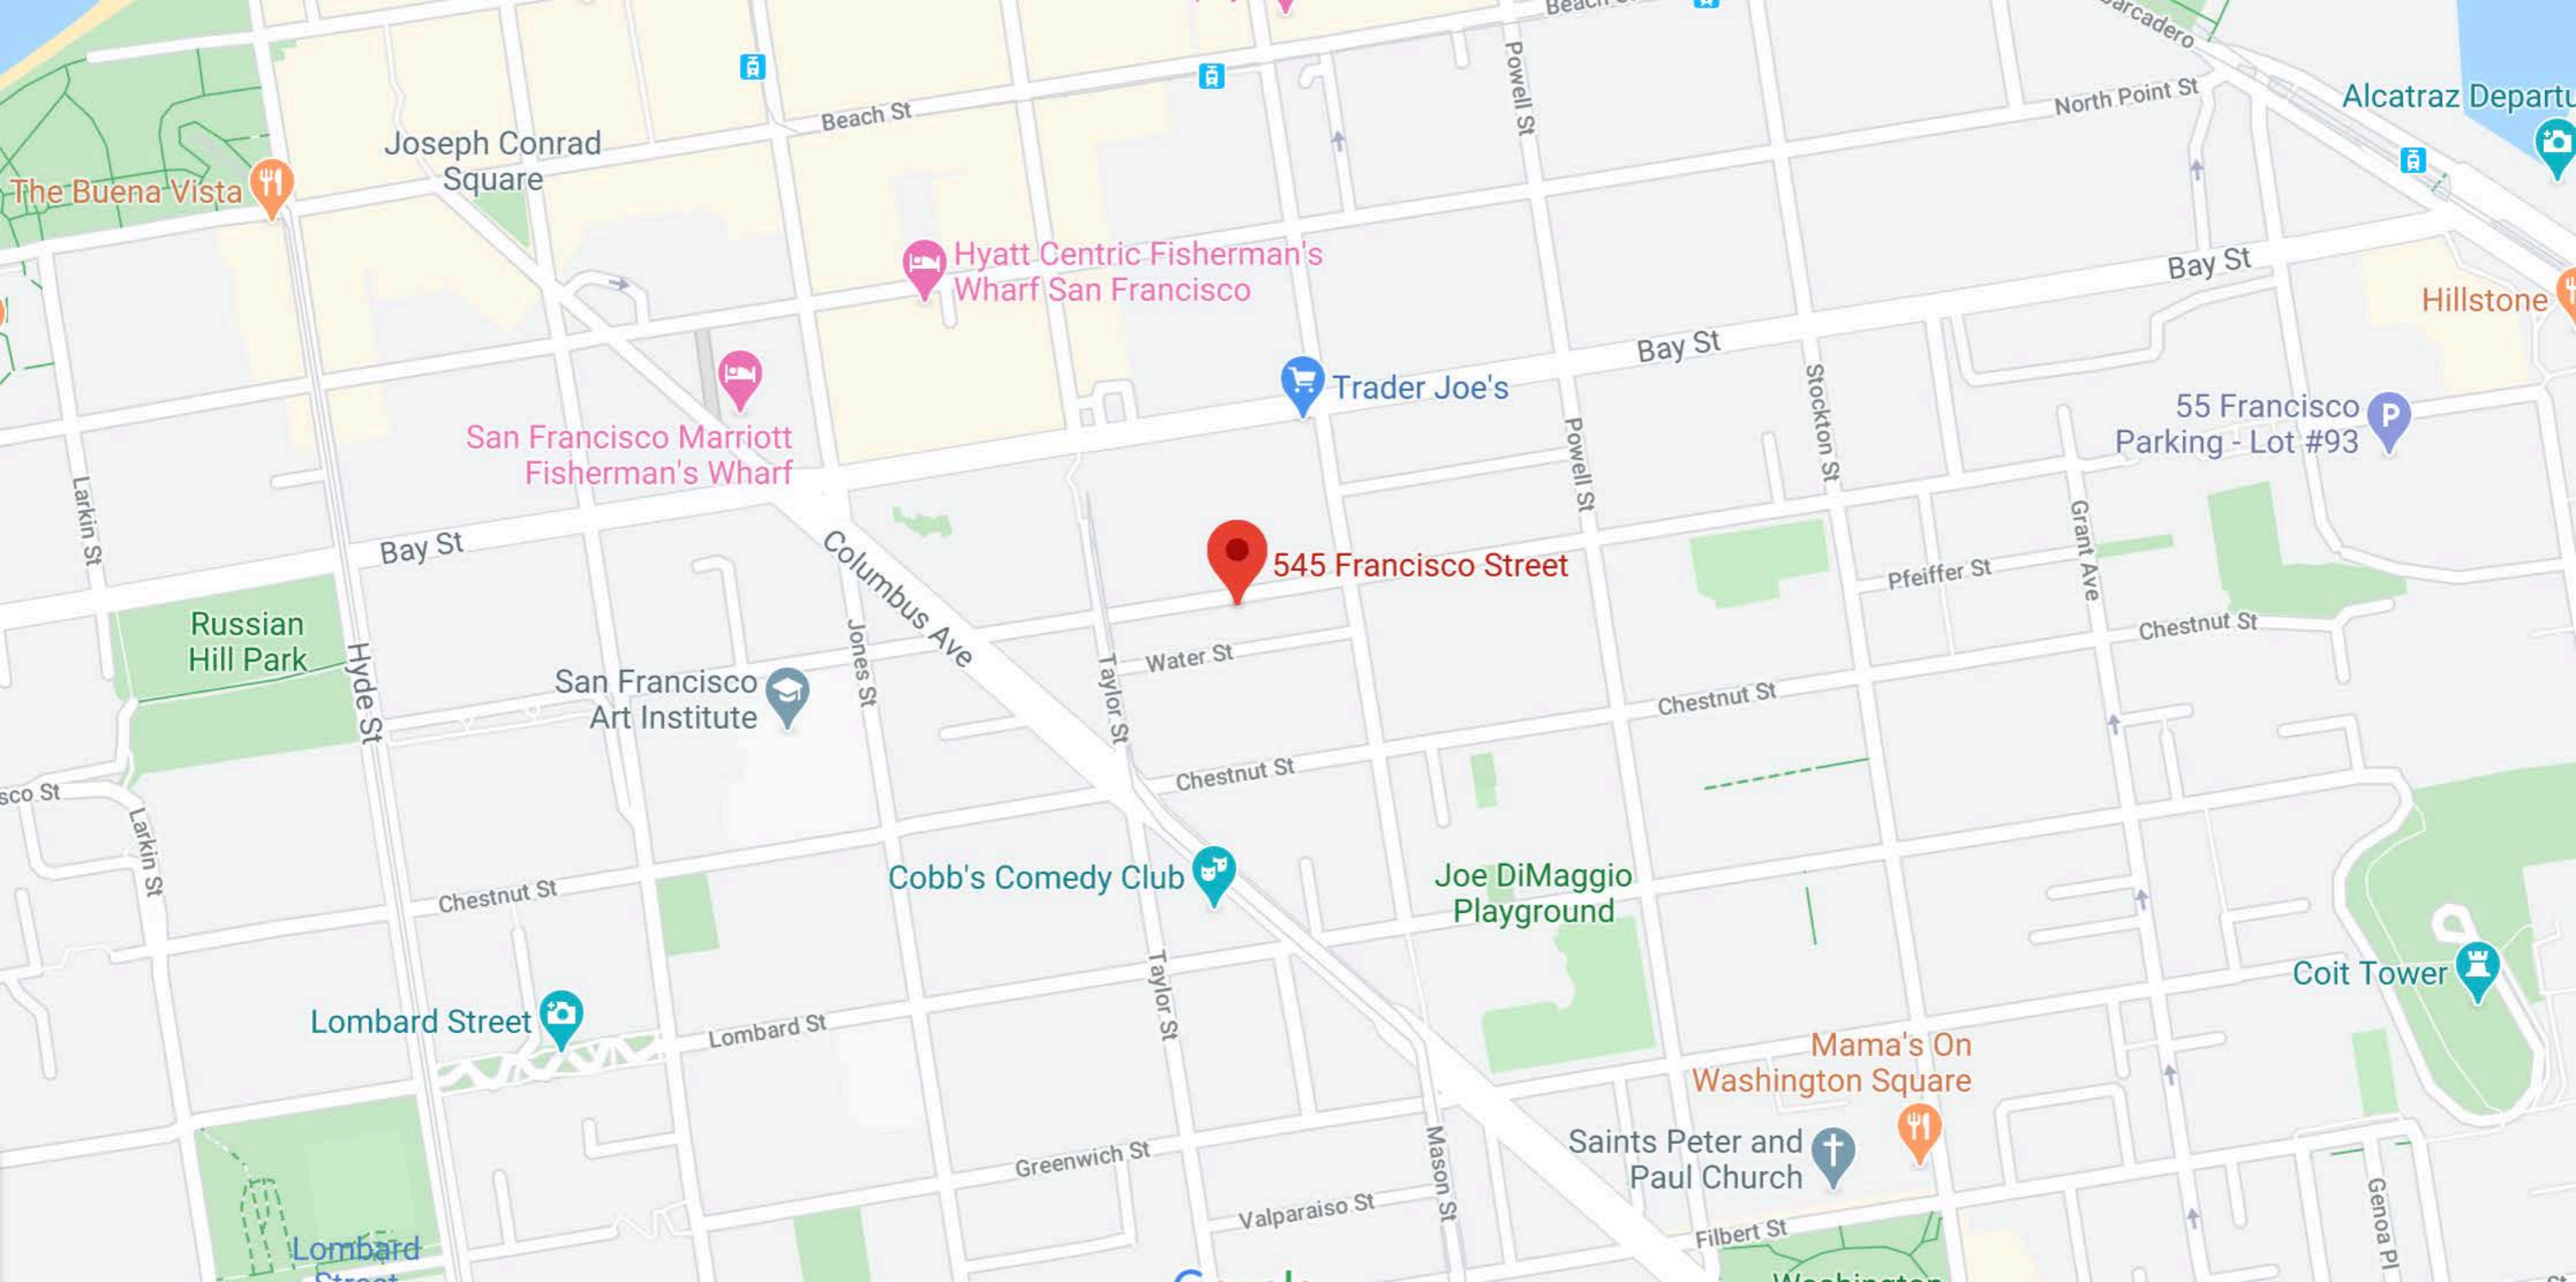 Beach St
arcadero
Powell St
North Point St
Alcatraz Departu
Beach St
Joseph Conrad
Square
The Buena Vista
Hyatt Centric Fisherman's
Wharf San Francisco
Bay St
Hillstone
Bay St
Trader Joe's
Stockton St
55 Francisco
Parking - Lot #93
P
San Francisco Marriott
Fisherman's Wharf
Powell St
Larkin St
Bay St
Columbus Ave
545 Francisco Street
Grant Ave
Pfeiffer St
Russian
Hill Park
Hyde St
Jones St
Taylor St
Water St
Chestnut St
San Francisco
Art Institute
Chestnut St
Chestnut St
sco St
Larkin St
Chestnut St
Cobb's Comedy Club
Joe DiMaggio
Playground
Taylor St
Coit Tower
Lombard Street
Lombard St
Mama's On
Washington Square
Greenwich St
Mason St
Saints Peter and
Paul Church
Valparaiso St
Filbert St
Genoa Pl
Lombard
Street
Washington
Google